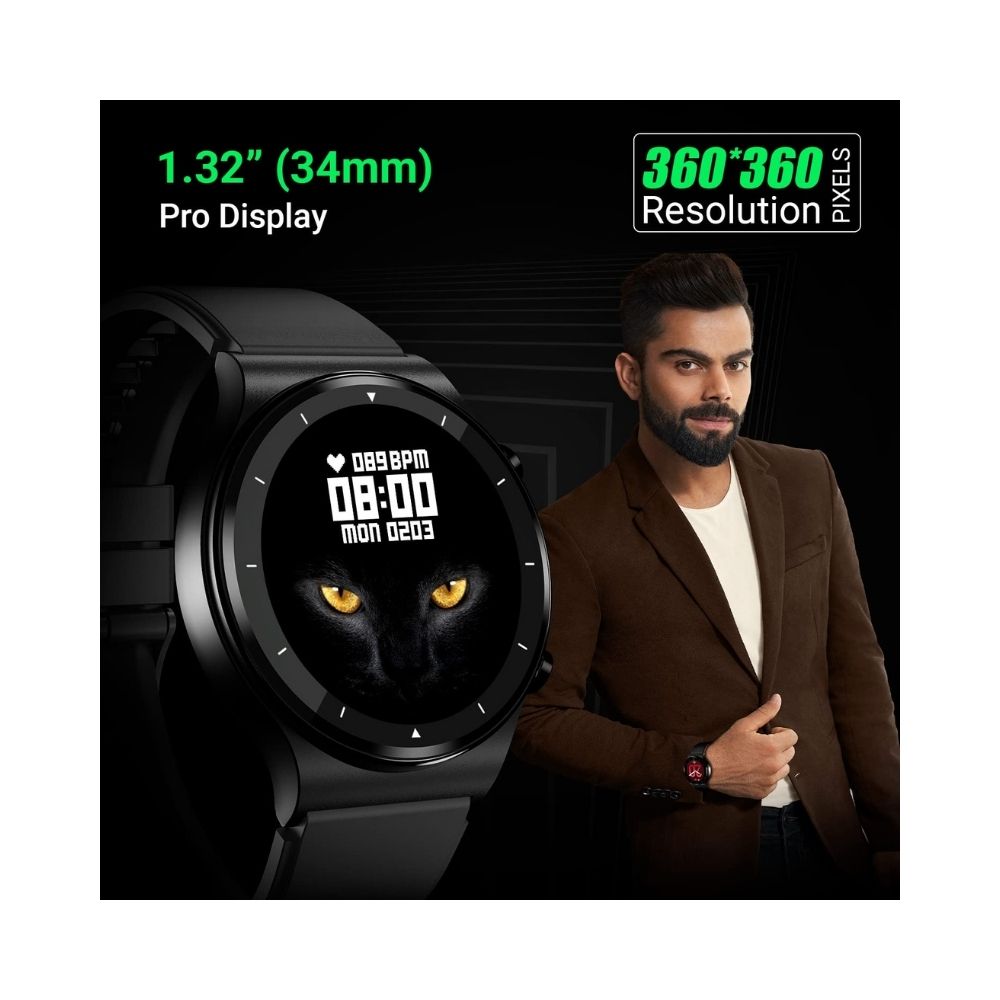 1.32” (34mm)
Pro Display
360*360
Resolution
PIXELS
089 BPM
08:00
MON 0203